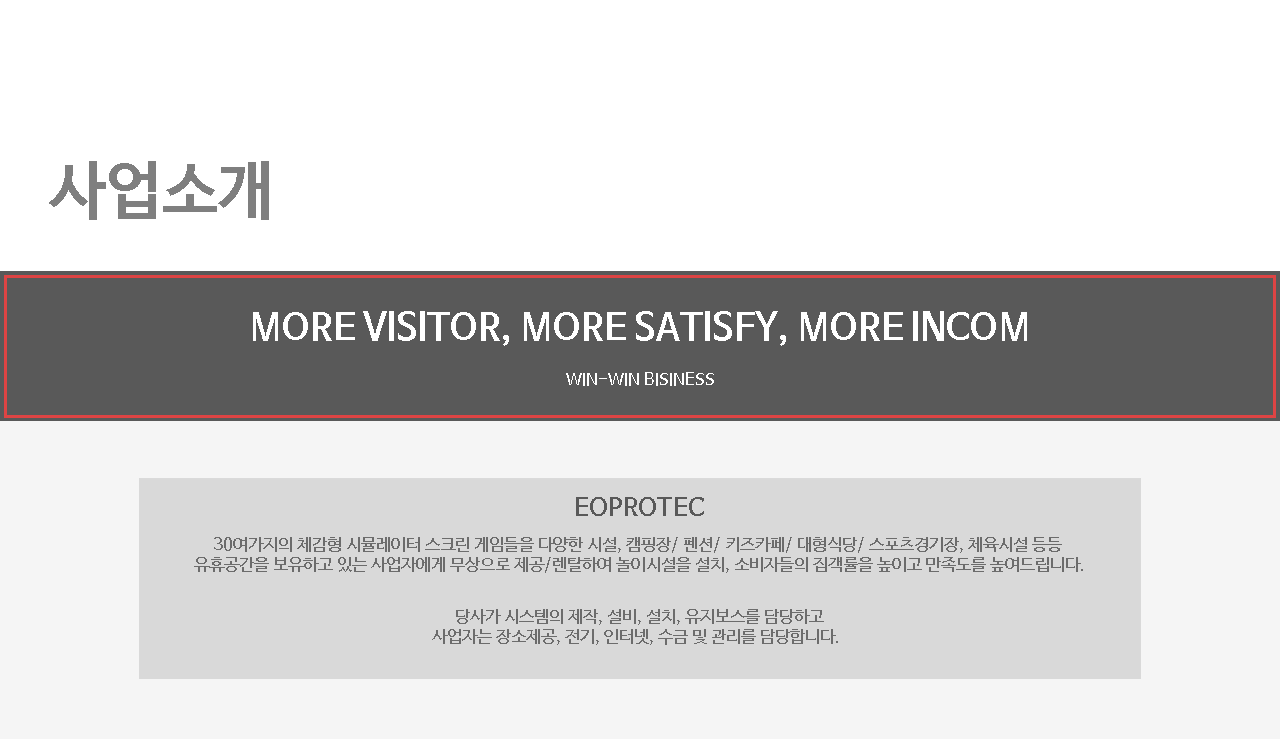 사업소개
MORE VISITOR, MORE SATISFY, MORE INCOM
WIN-WIN BISINESS
EOPROTEC
30여가지의 체감형 시뮬레이터 스크린 게임들을 다양한 시설, 캠핑장/ 펜션/ 키즈카페/ 대형식당/ 스포츠경기장, 체육시설 등등
유휴공간을 보유하고 있는 사업자에게 무상으로 제공/렌탈하여 놀이시설을 설치, 소비자들의 집객률을 높이고 만족도를 높여드립니다.
당사가 시스템의 제작, 설비, 설치, 유지보스를 담당하고
사업자는 장소제공, 전기, 인터넷, 수금 및 관리를 담당합니다.